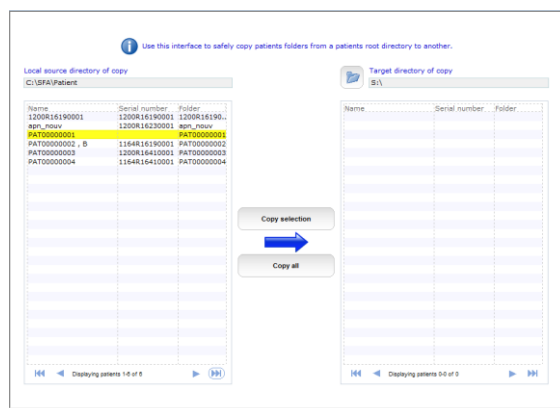 Use this interface to safely copy patients folders from a patients root directory to another.
Local source directory of copy
C:\SFA\Patient
Target directory of copy
S:\
Name Serial number Folder
1200R16190001 1200R16190001 1200R16190..
apn_nouv 1200R16230001 apn_nouv
PAT00000001 PAT00000001
PAT00000002 , B 1164R16190001 PAT00000002
PAT00000003 1200R16410001 PAT00000003
PAT00000004 1164R16410001 PAT00000004
Name Serial number Folder
Copy selection
Copy all
Displaying patients 1-6 of 6
Displaying patients 0-0 of 0